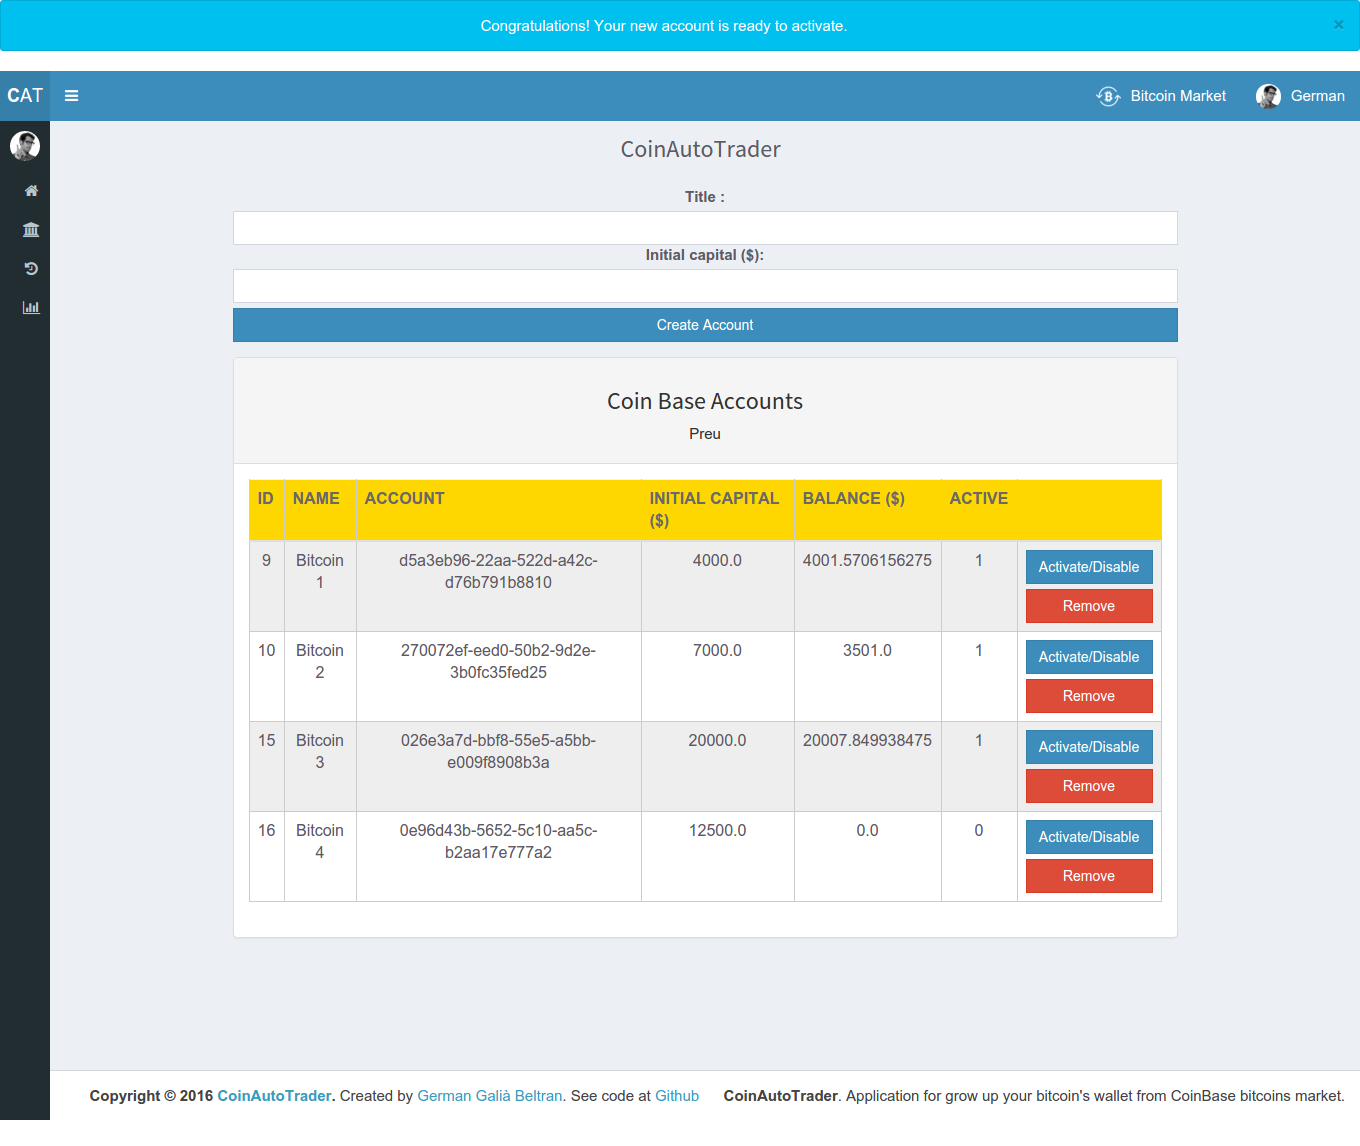 Congratulations! Your new account is ready to activate.
×
CAT
Bitcoin Market
German
CoinAutoTrader
Title :
Initial capital ($):
Create Account
Coin Base Accounts
Preu
ID NAME ACCOUNT INITIAL CAPITAL ($) BALANCE ($) ACTIVE
9 Bitcoin 1 d5a3eb96-22aa-522d-a42c-d76b791b8810 4000.0 4001.5706156275 1 Activate/Disable
Remove
10 Bitcoin 2 270072ef-eed0-50b2-9d2e-3b0fc35fed25 7000.0 3501.0 1 Activate/Disable
Remove
15 Bitcoin 3 026e3a7d-bbf8-55e5-a5bb-e009f8908b3a 20000.0 20007.849938475 1 Activate/Disable
Remove
16 Bitcoin 4 0e96d43b-5652-5c10-aa5c-b2aa17e777a2 12500.0 0.0 0 Activate/Disable
Remove
Copyright © 2016 CoinAutoTrader. Created by German Galià Beltran. See code at Github
CoinAutoTrader. Application for grow up your bitcoin's wallet from CoinBase bitcoins market.